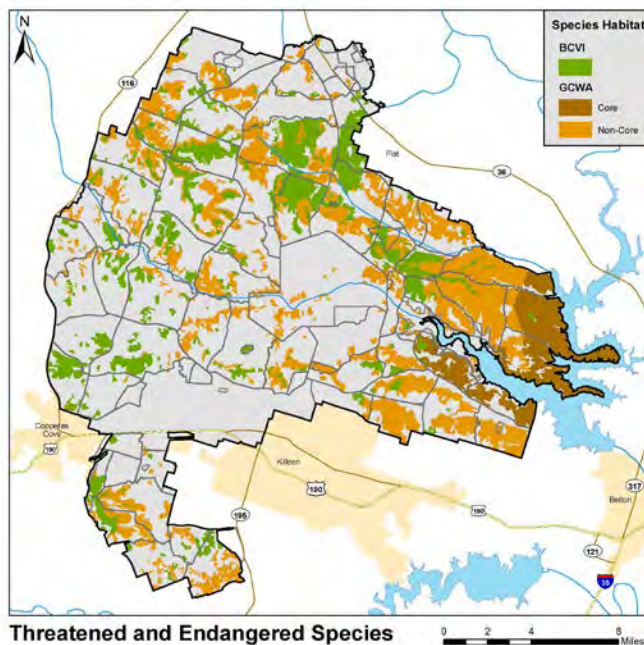 N
Species Habitat
BCVI
GCWA
Core
Non-Core
116
Flat
36
Copperas
Cove
190
Killeen
190
190
195
Belton
317
121
35
Threatened and Endangered Species
0 2 4 6 8
Miles